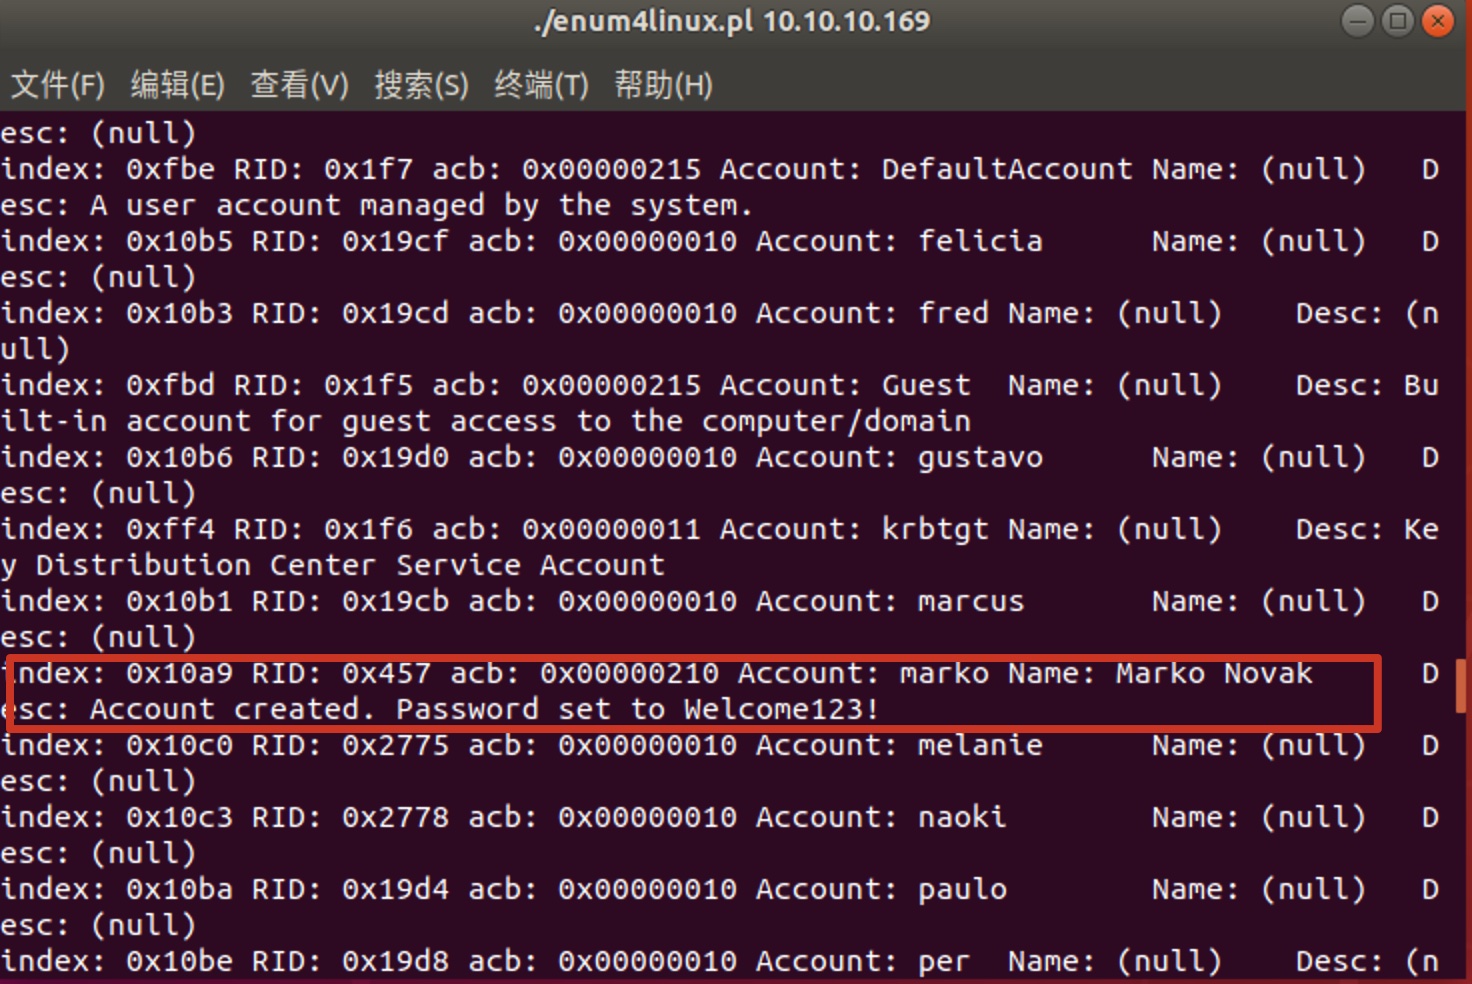 ./enum4linux.pl 10.10.10.169
文件(F) 编辑(E) 查看(V) 搜索(S) 终端(T) 帮助(H)
esc: (null)
index: 0xfbe RID: 0x1f7 acb: 0x00000215 Account: DefaultAccount Name: (null)   D
esc: A user account managed by the system.
index: 0x10b5 RID: 0x19cf acb: 0x00000010 Account: felicia      Name: (null)   D
esc: (null)
index: 0x10b3 RID: 0x19cd acb: 0x00000010 Account: fred Name: (null)    Desc: (n
ull)
index: 0xfbd RID: 0x1f5 acb: 0x00000215 Account: Guest  Name: (null)    Desc: Bu
ilt-in account for guest access to the computer/domain
index: 0x10b6 RID: 0x19d0 acb: 0x00000010 Account: gustavo      Name: (null)   D
esc: (null)
index: 0xff4 RID: 0x1f6 acb: 0x00000011 Account: krbtgt Name: (null)    Desc: Ke
y Distribution Center Service Account
index: 0x10b1 RID: 0x19cb acb: 0x00000010 Account: marcus       Name: (null)   D
esc: (null)
index: 0x10a9 RID: 0x457 acb: 0x00000210 Account: marko Name: Marko Novak      D
esc: Account created. Password set to Welcome123!
index: 0x10c0 RID: 0x2775 acb: 0x00000010 Account: melanie      Name: (null)   D
esc: (null)
index: 0x10c3 RID: 0x2778 acb: 0x00000010 Account: naoki        Name: (null)   D
esc: (null)
index: 0x10ba RID: 0x19d4 acb: 0x00000010 Account: paulo        Name: (null)   D
esc: (null)
index: 0x10be RID: 0x19d8 acb: 0x00000010 Account: per  Name: (null)    Desc: (n